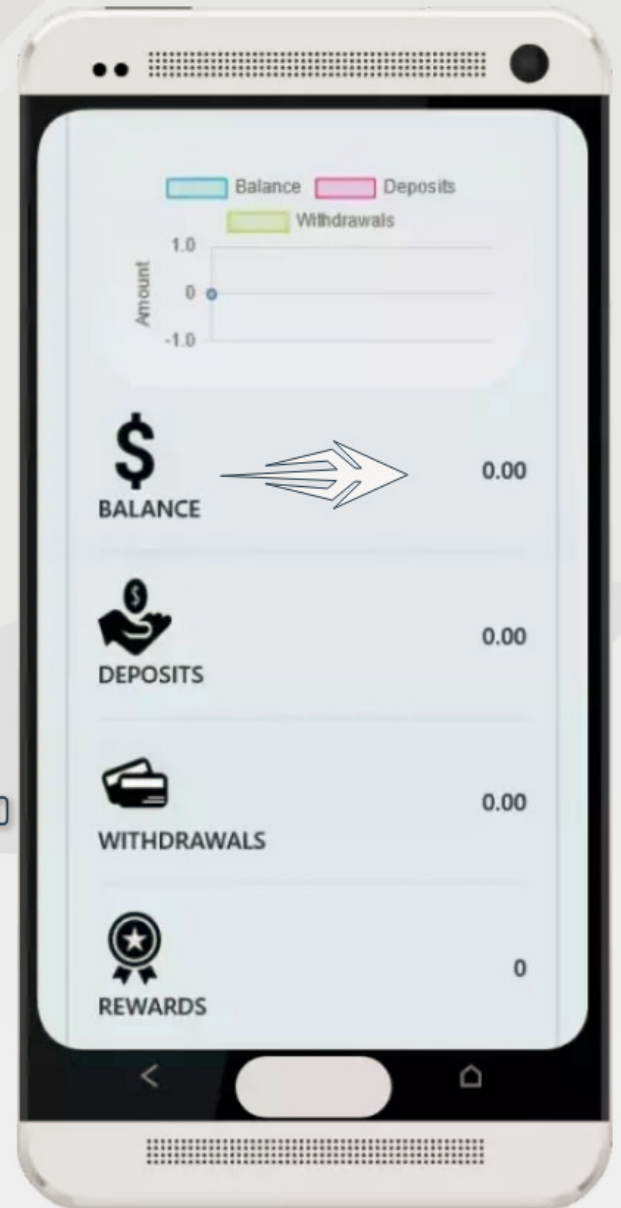 Balance Deposits
Withdrawals
1.0
Amount
0
-1.0
$
BALANCE
0.00
$
DEPOSITS
0.00
WITHDRAWALS
0.00
REWARDS
0